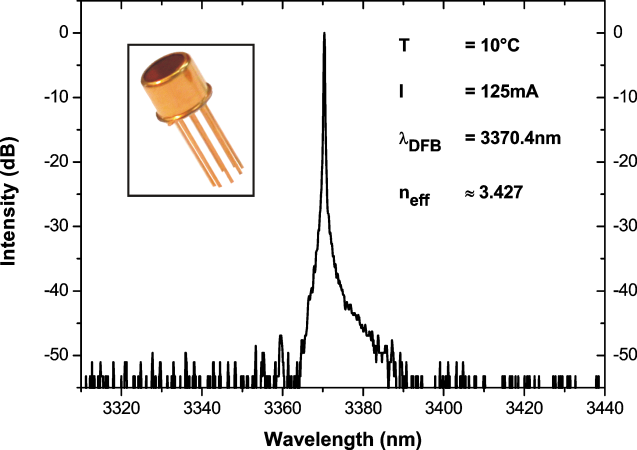 0
-10
-20
-30
-40
-50
Intensity (dB)
T = 10°C
I = 125mA
λDFB = 3370.4nm
neff ≈ 3.427
0
-10
-20
-30
-40
-50
3320 3340 3360 3380 3400 3420 3440
Wavelength (nm)